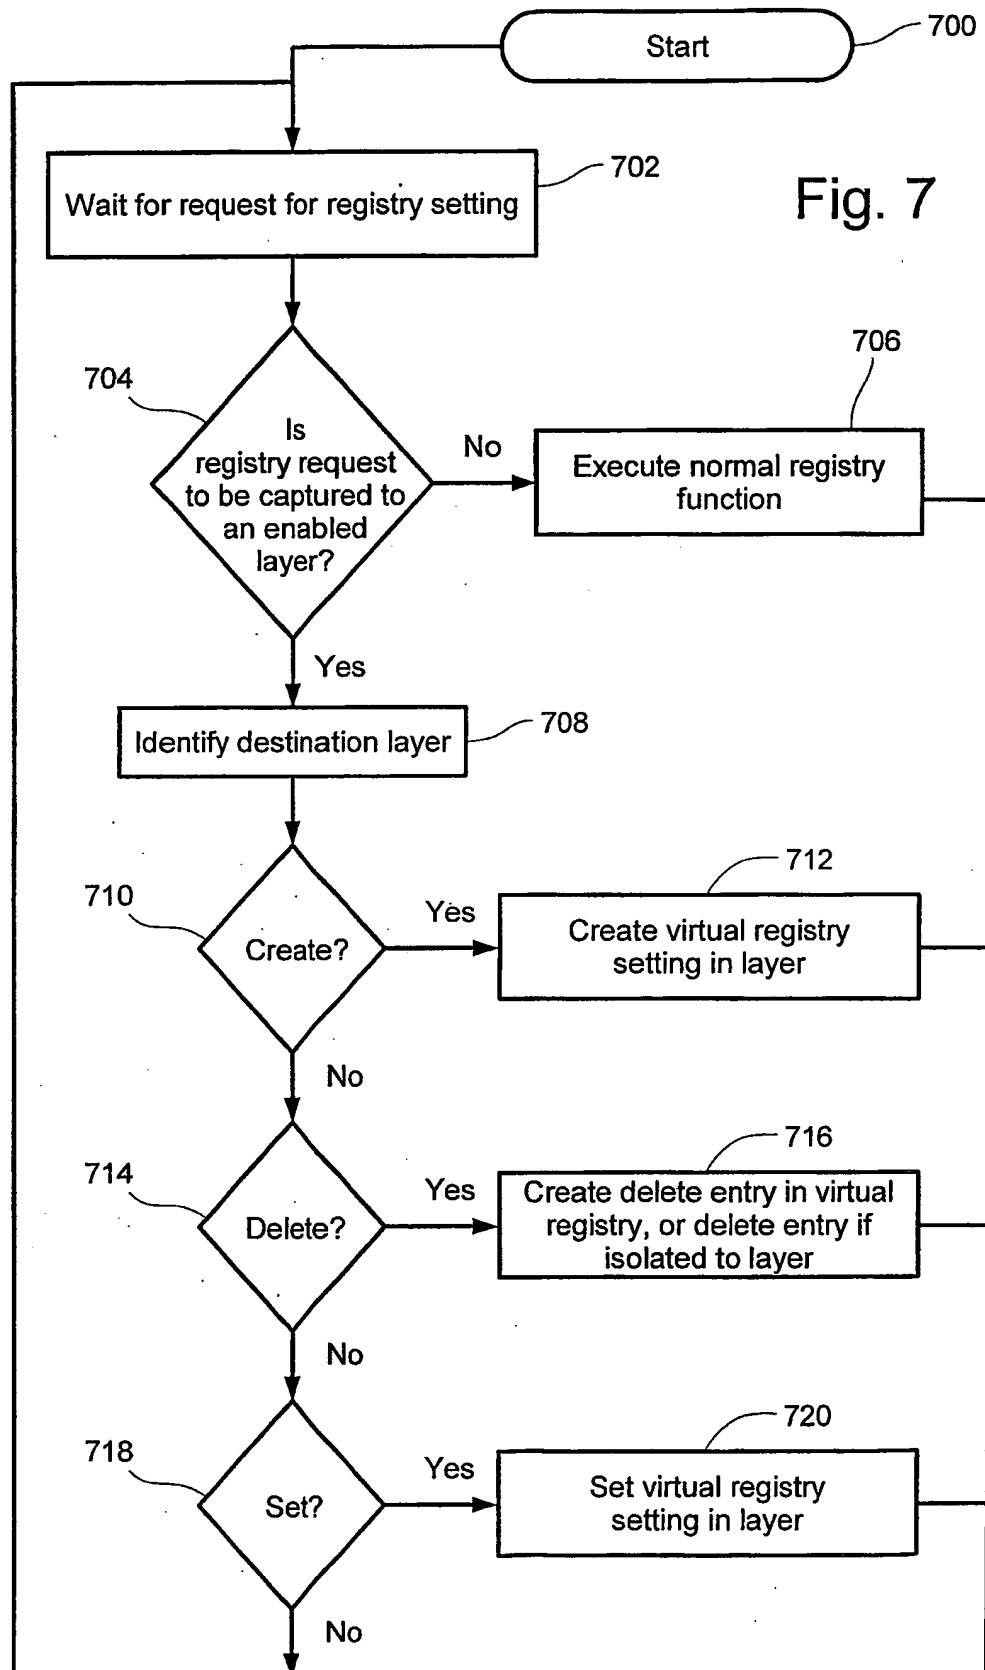 Start
700
Wait for request for registry setting
702
Fig. 7
704
Is
registry request
to be captured to
an enabled
layer?
No
706
Execute normal registry
function
Yes
Identify destination layer
708
710
Create?
Yes
712
Create virtual registry
setting in layer
No
714
Delete?
Yes
716
Create delete entry in virtual
registry, or delete entry if
isolated to layer
No
718
Set?
Yes
720
Set virtual registry
setting in layer
No